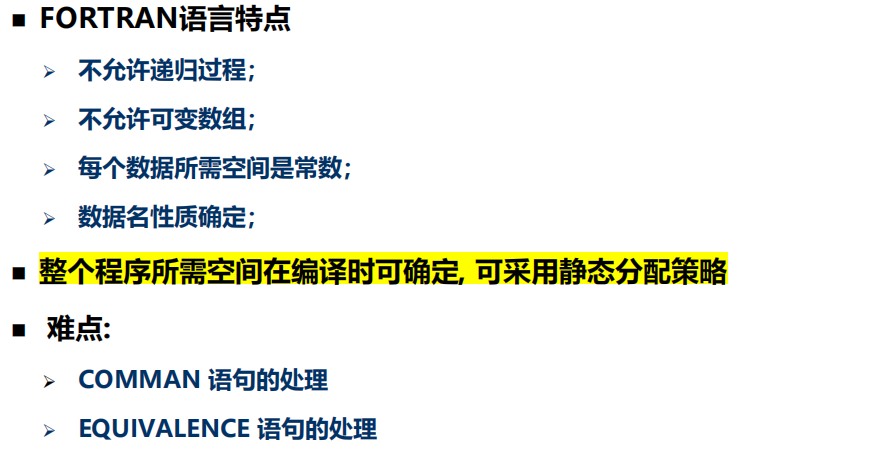 FORTRAN语言特点
不允许递归过程；
不允许可变数组；
每个数据所需空间是常数；
数据名性质确定；
整个程序所需空间在编译时可确定, 可采用静态分配策略
难点:
COMMAN 语句的处理
EQUIVALENCE 语句的处理